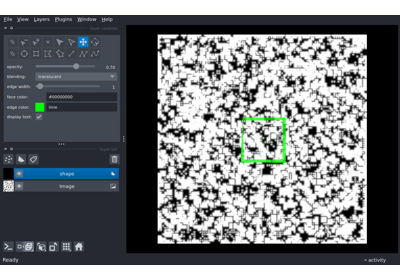 File View Layers Plugins Window Help
opacity: 0.70
blending: translucent
edge width: 1
face color: #00000000
edge color: lime
display text:
shape
Image
Ready
activity